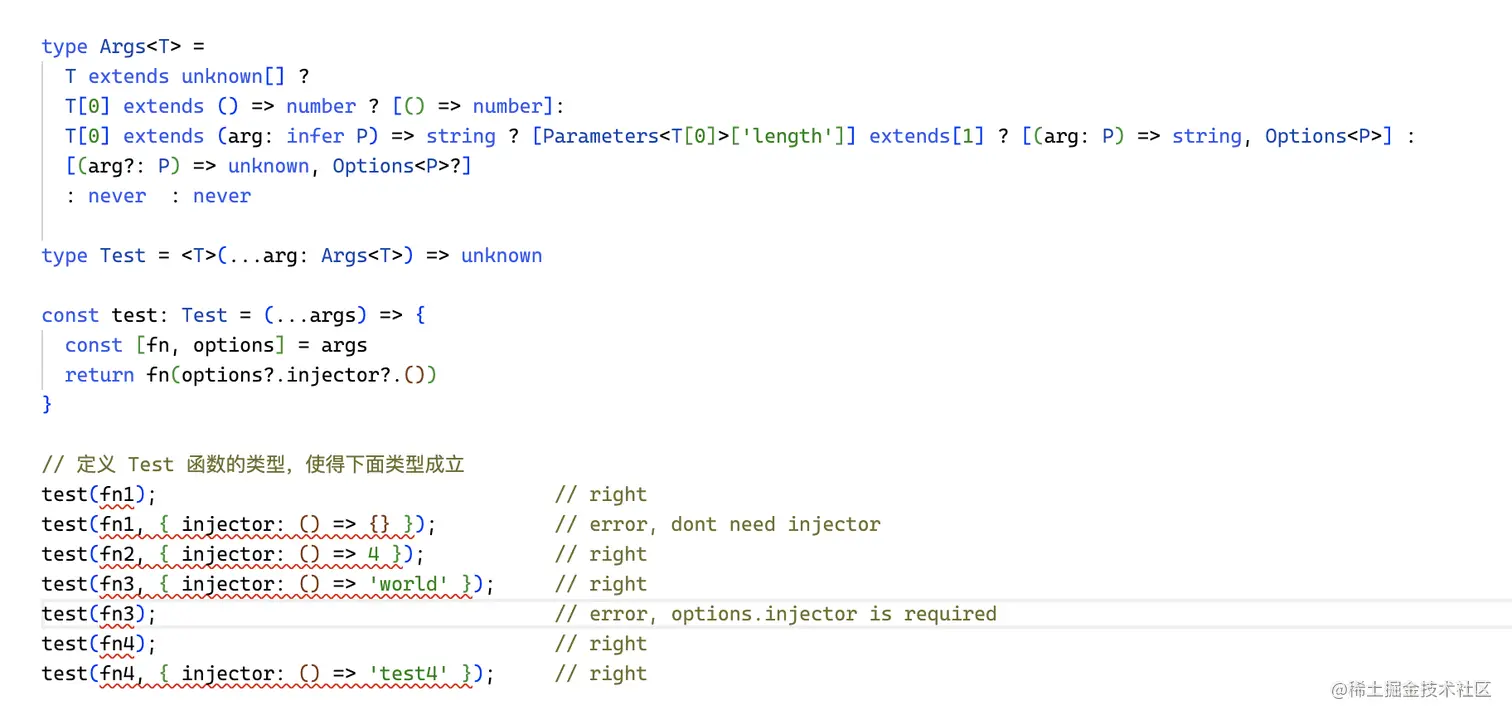 type Args<T> =
T extends unknown[] ?
T[0] extends () => number ? [() => number]:
T[0] extends (arg: infer P) => string ? [Parameters<T[0]>['length']] extends[1] ? [(arg: P) => string, Options<P>] :
[(arg?: P) => unknown, Options<P>?]
: never  : never
type Test = <T>(...arg: Args<T>) => unknown
const test: Test = (...args) => {
const [fn, options] = args
return fn(options?.injector?.())
}
// 定义 Test 函数的类型，使得下面类型成立
test(fn1); // right
test(fn1, { injector: () => {} }); // error, dont need injector
test(fn2, { injector: () => 4 }); // right
test(fn3, { injector: () => 'world' }); // right
test(fn3); // error, options.injector is required
test(fn4); // right
test(fn4, { injector: () => 'test4' }); // right
@稀土掘金技术社区